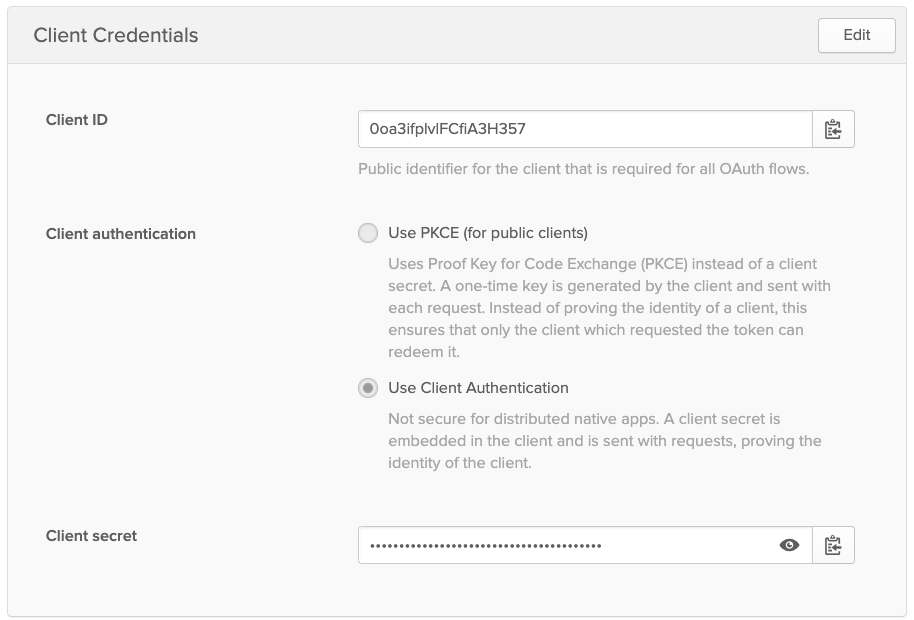 Client Credentials
Edit
Client ID
0oa3ifplvlFCfiA3H357
Public identifier for the client that is required for all OAuth flows.
Client authentication
Use PKCE (for public clients)
Uses Proof Key for Code Exchange (PKCE) instead of a client
secret. A one-time key is generated by the client and sent with
each request. Instead of proving the identity of a client, this
ensures that only the client which requested the token can
redeem it.
Use Client Authentication
Not secure for distributed native apps. A client secret is
embedded in the client and is sent with requests, proving the
identity of the client.
Client secret
••••••••••••••••••••••••••••••••••••••••